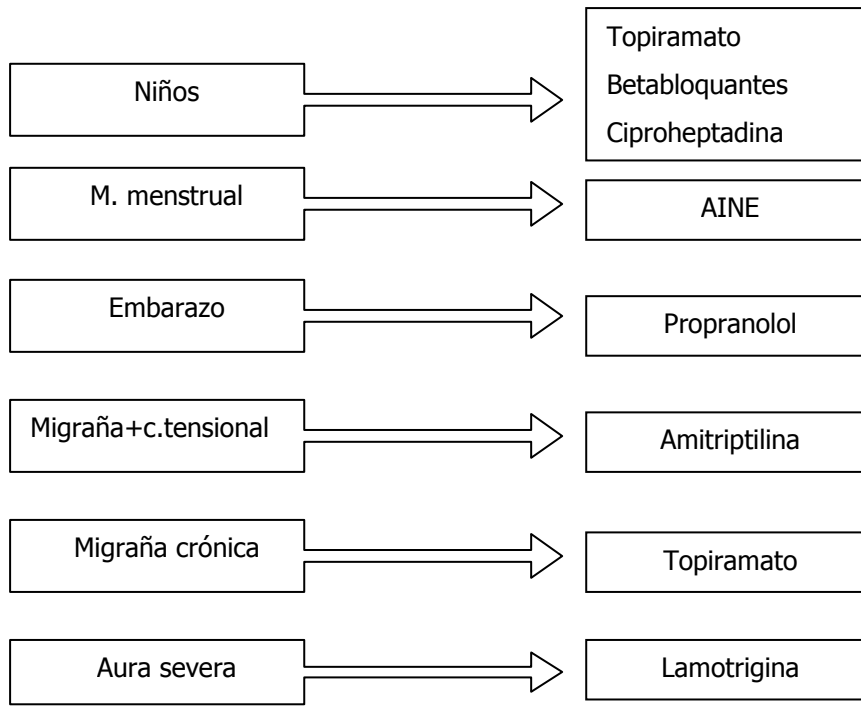 Niños
Topiramato
Betabloquantes
Ciproheptadina
M. menstrual
AINE
Embarazo
Propranolol
Migraña+c.tensional
Amitriptilina
Migraña crónica
Topiramato
Aura severa
Lamotrigina